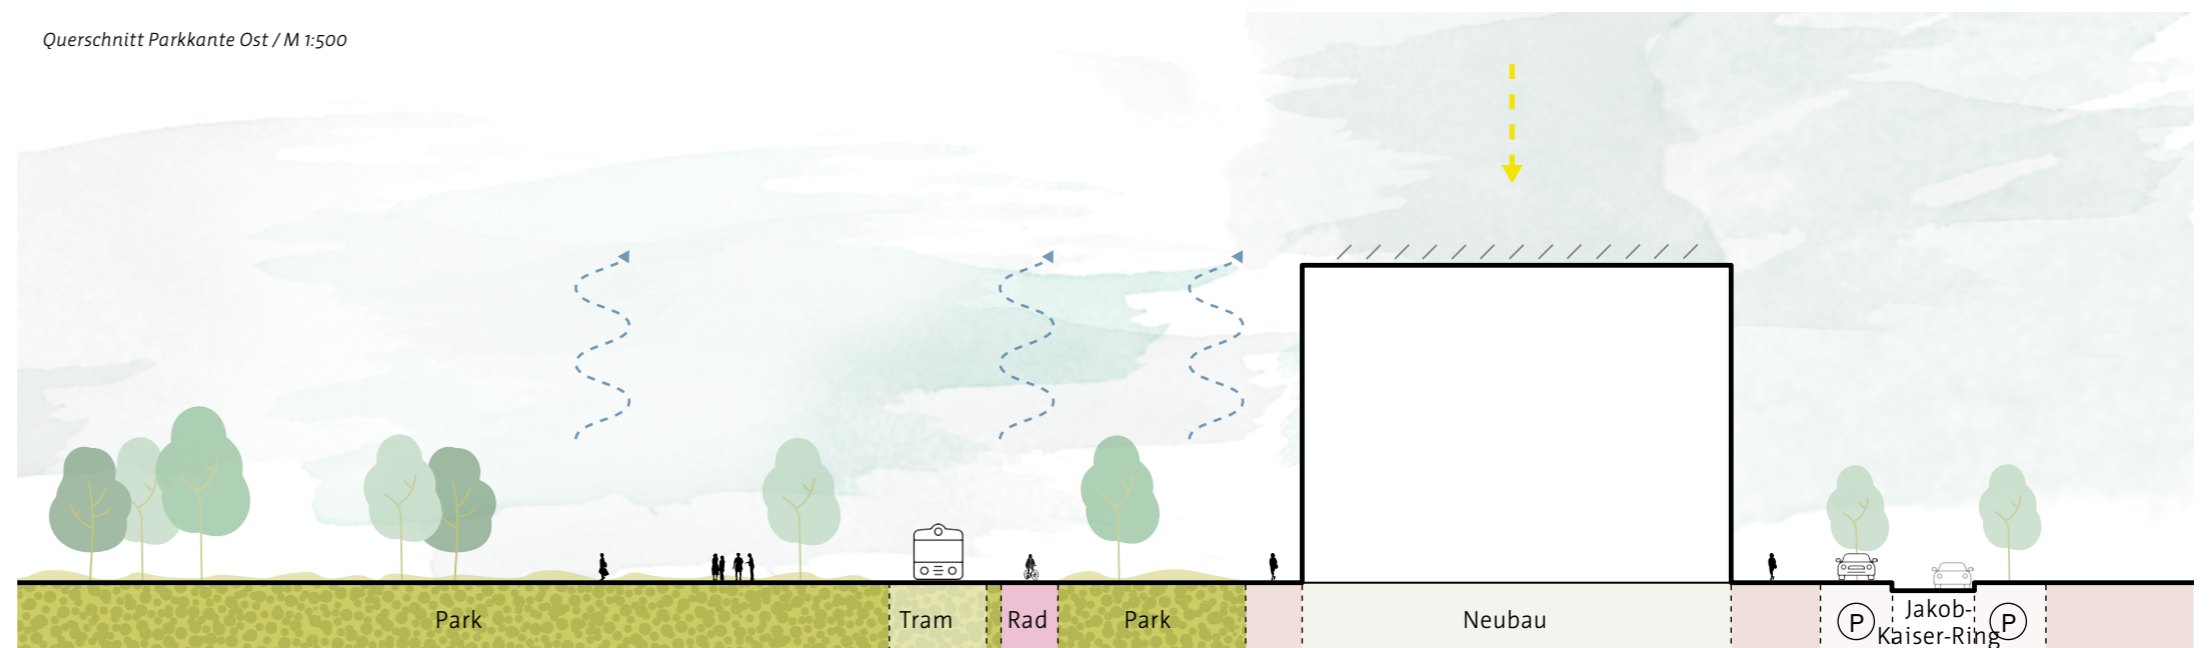 Querschnitt Parkkante Ost / M 1:500
Park
Tram
Rad
Park
Neubau
P
Jakob-
Kaiser-Ring
P